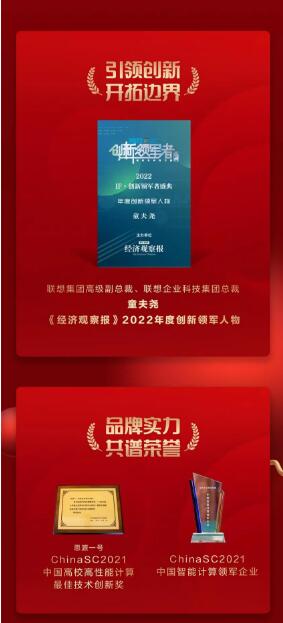 引领创新
开拓边界
创新领军者
2022
IF·创新领军者盛典
年度创新领军人物
童夫尧
主办单位
经济观察报
联想集团高级副总裁、联想企业科技集团总裁
童夫尧
《经济观察报》2022年度创新领军人物
品牌实力
共谱荣誉
思源一号
ChinaSC2021
中国高校高性能计算
最佳技术创新奖
ChinaSC2021
中国智能计算领军企业